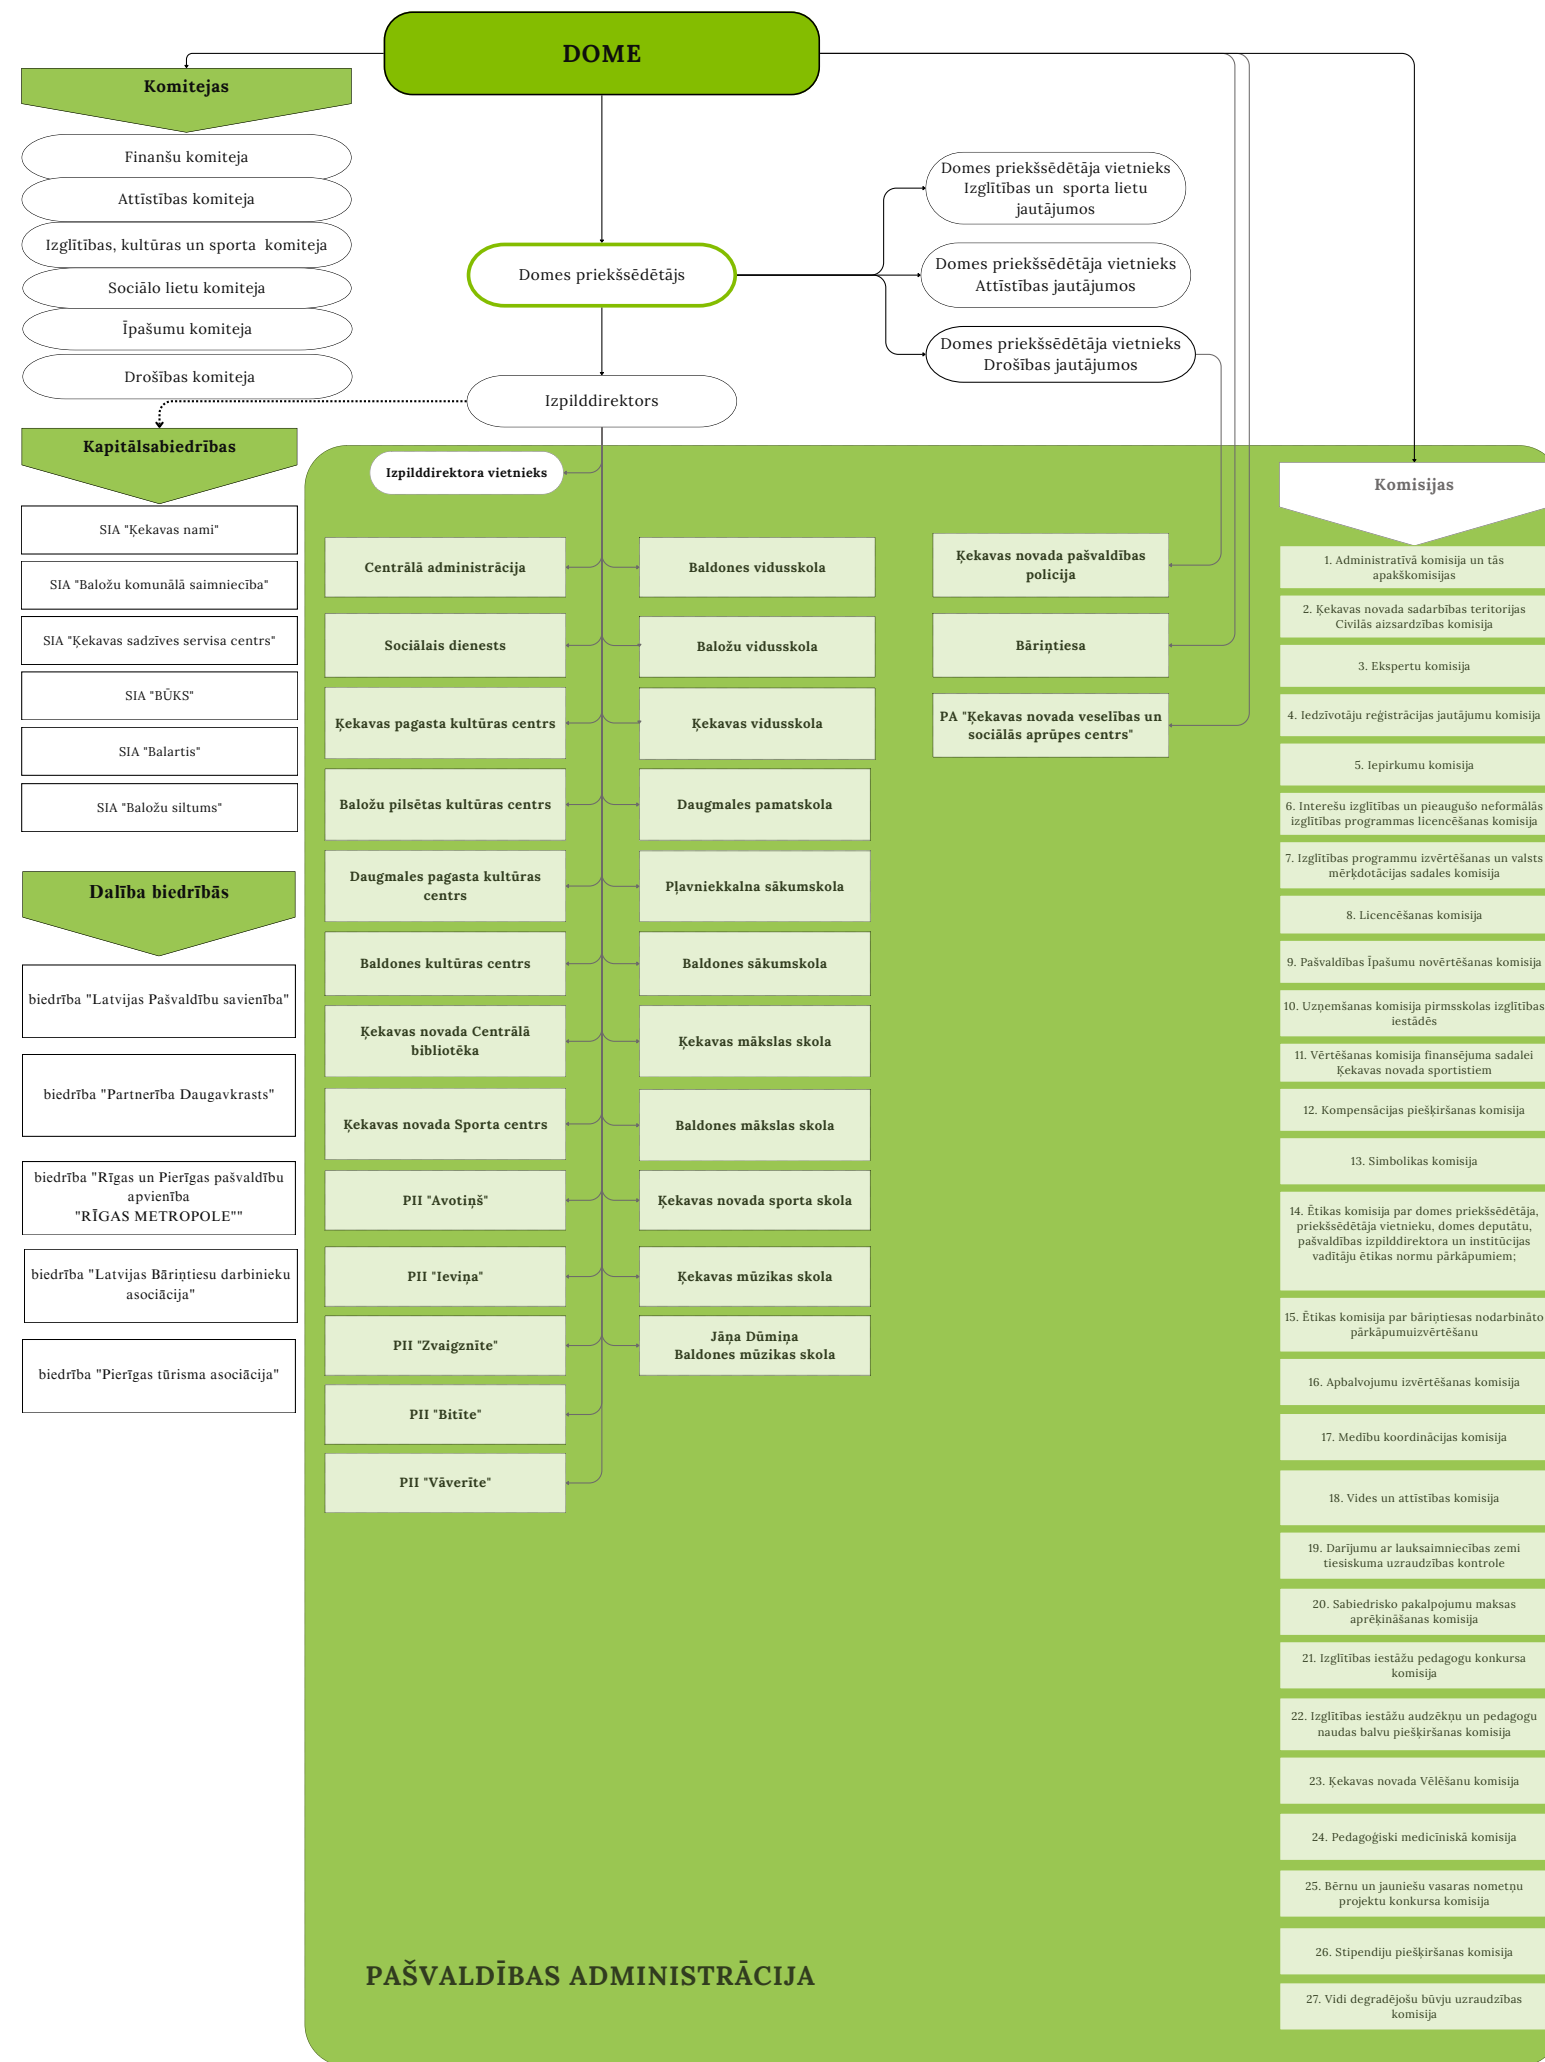 DOME
Komitejas
Finanšu komiteja
Attīstības komiteja
Izglītības, kultūras un sporta  komiteja
Sociālo lietu komiteja
Īpašumu komiteja
Drošības komiteja
Domes priekšsēdētājs
Domes priekšsēdētāja vietnieks
Izglītības un  sporta lietu
jautājumos
Domes priekšsēdētāja vietnieks
Attīstības jautājumos
Domes priekšsēdētāja vietnieks
Drošības jautājumos
Izpilddirektors
Kapitālsabiedrības
SIA "Ķekavas nami"
SIA "Baložu komunālā saimniecība"
SIA "Ķekavas sadzīves servisa centrs"
SIA "BŪKS"
SIA "Balartis"
SIA "Baložu siltums"
Dalība biedrībās
biedrība "Latvijas Pašvaldību savienība"
biedrība "Partnerība Daugavkrasts"
biedrība "Rīgas un Pierīgas pašvaldību
apvienība
"RĪGAS METROPOLE""
biedrība "Latvijas Bāriņtiesu darbinieku
asociācija"
biedrība "Pierīgas tūrisma asociācija"
Izpilddirektora vietnieks
Centrālā administrācija
Sociālais dienests
Ķekavas pagasta kultūras centrs
Baložu pilsētas kultūras centrs
Daugmales pagasta kultūras
centrs
Baldones kultūras centrs
Ķekavas novada Centrālā
bibliotēka
Ķekavas novada Sporta centrs
PII "Avotiņš"
PII "Ieviņa"
PII "Zvaigznīte"
PII "Bitīte"
PII "Vāverīte"
Baldones vidusskola
Baložu vidusskola
Ķekavas vidusskola
Daugmales pamatskola
Pļavniekkalna sākumskola
Baldones sākumskola
Ķekavas mākslas skola
Baldones mākslas skola
Ķekavas novada sporta skola
Ķekavas mūzikas skola
Jāņa Dūmiņa
Baldones mūzikas skola
Ķekavas novada pašvaldības
policija
Bāriņtiesa
PA "Ķekavas novada veselības un
sociālās aprūpes centrs"
Komisijas
1. Administratīvā komisija un tās
apakškomisijas
2. Ķekavas novada sadarbības teritorijas
Civilās aizsardzības komisija
3. Ekspertu komisija
4. Iedzīvotāju reģistrācijas jautājumu komisija
5. Iepirkumu komisija
6. Interešu izglītības un pieaugušo neformālās
izglītības programmas licencēšanas komisija
7. Izglītības programmu izvērtēšanas un valsts
mērķdotācijas sadales komisija
8. Licencēšanas komisija
9. Pašvaldības Īpašumu novērtēšanas komisija
10. Uzņemšanas komisija pirmsskolas izglītības
iestādēs
11. Vērtēšanas komisija finansējuma sadalei
Ķekavas novada sportistiem
12. Kompensācijas piešķiršanas komisija
13. Simbolikas komisija
14. Ētikas komisija par domes priekšsēdētāja,
priekšsēdētāja vietnieku, domes deputātu,
pašvaldības izpilddirektora un institūcijas
vadītāju ētikas normu pārkāpumiem;
15. Ētikas komisija par bāriņtiesas nodarbināto
pārkāpumuizvērtēšanu
16. Apbalvojumu izvērtēšanas komisija
17. Medību koordinācijas komisija
18. Vides un attīstības komisija
19. Darījumu ar lauksaimniecības zemi
tiesiskuma uzraudzības kontrole
20. Sabiedrisko pakalpojumu maksas
aprēķināšanas komisija
21. Izglītības iestāžu pedagogu konkursa
komisija
22. Izglītības iestāžu audzēkņu un pedagogu
naudas balvu piešķiršanas komisija
23. Ķekavas novada Vēlēšanu komisija
24. Pedagoģiski medicīniskā komisija
25. Bērnu un jauniešu vasaras nometņu
projektu konkursa komisija
26. Stipendiju piešķiršanas komisija
27. Vidi degradējošu būvju uzraudzības
komisija
PAŠVALDĪBAS ADMINISTRĀCIJA